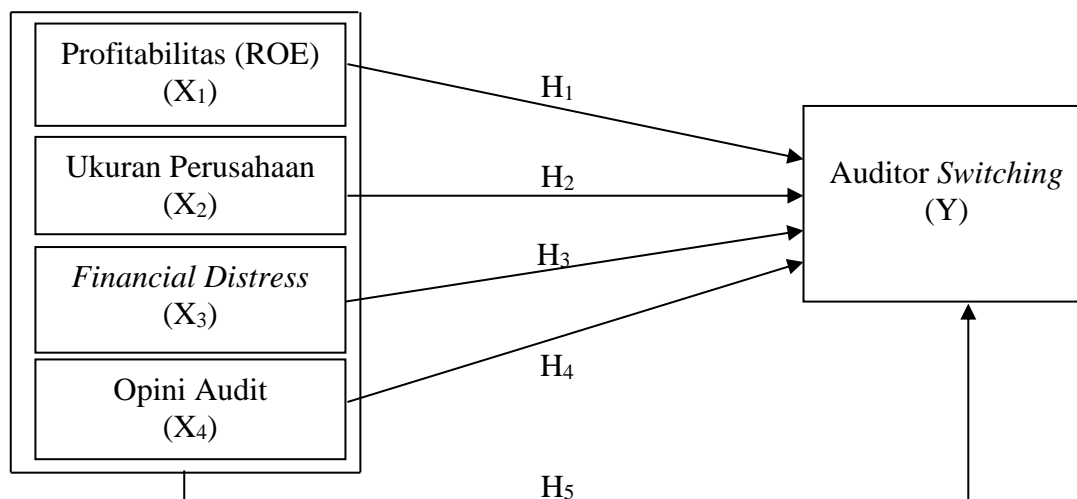 Profitabilitas (ROE)
(X₁)
H₁
Ukuran Perusahaan
(X₂)
H₂
Auditor Switching
(Y)
Financial Distress
(X₃)
H₃
Opini Audit
(X₄)
H₄
H₅